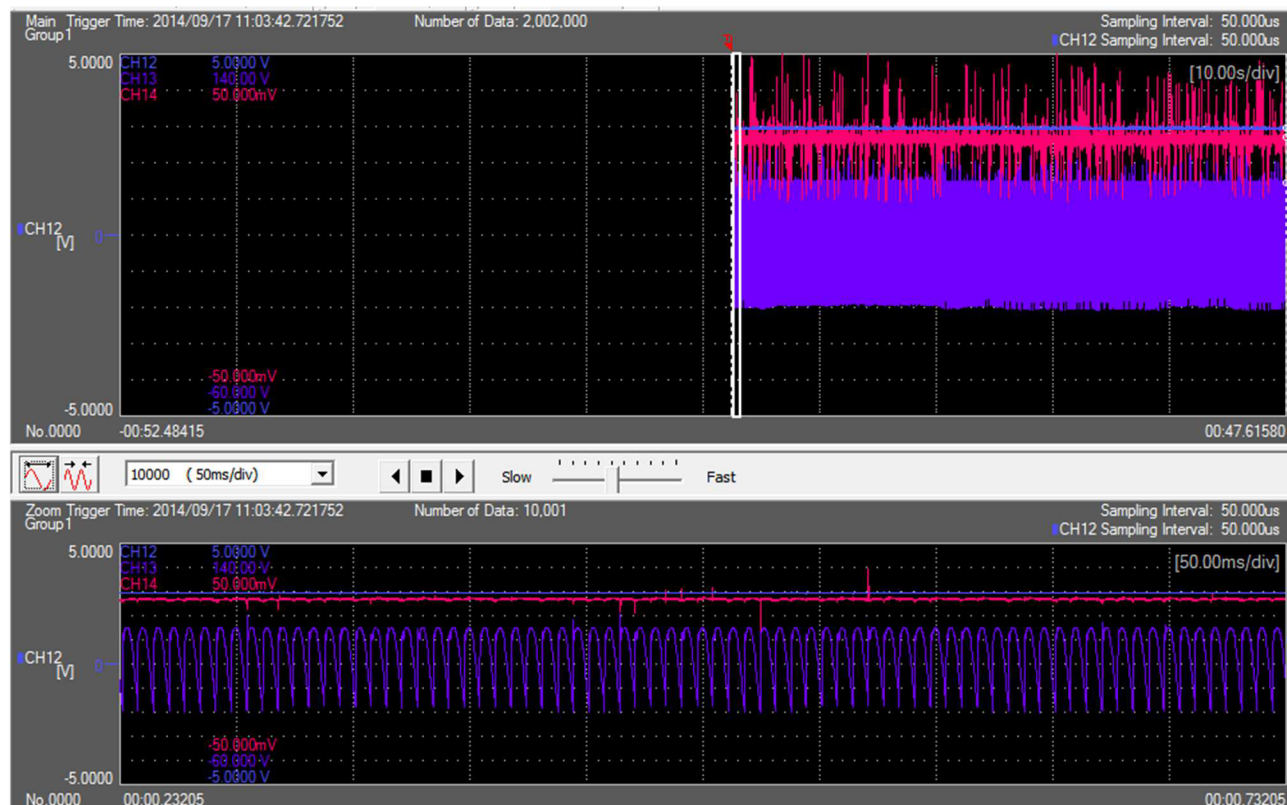 Main Trigger Time: 2014/09/17 11:03:42.721752 Number of Data: 2,002,000 Sampling Interval: 50.000us
Group1 CH12 Sampling Interval: 50.000us
5.0000 CH12 5.0000 V [10.00s/div]
CH13 140.00 V
CH14 50.000mV
CH12 0
[V]
-50.000mV
-60.000 V
-5.0000 -5.0000 V
No.0000 -00:52.48415 00:47.61580
10000 ( 50ms/div) Slow Fast
Zoom Trigger Time: 2014/09/17 11:03:42.721752 Number of Data: 10,001 Sampling Interval: 50.000us
Group1 CH12 Sampling Interval: 50.000us
5.0000 CH12 5.0000 V [50.00ms/div]
CH13 140.00 V
CH14 50.000mV
CH12 0
[V]
-50.000mV
-60.000 V
-5.0000 -5.0000 V
No.0000 00:00.23205 00:00.73205